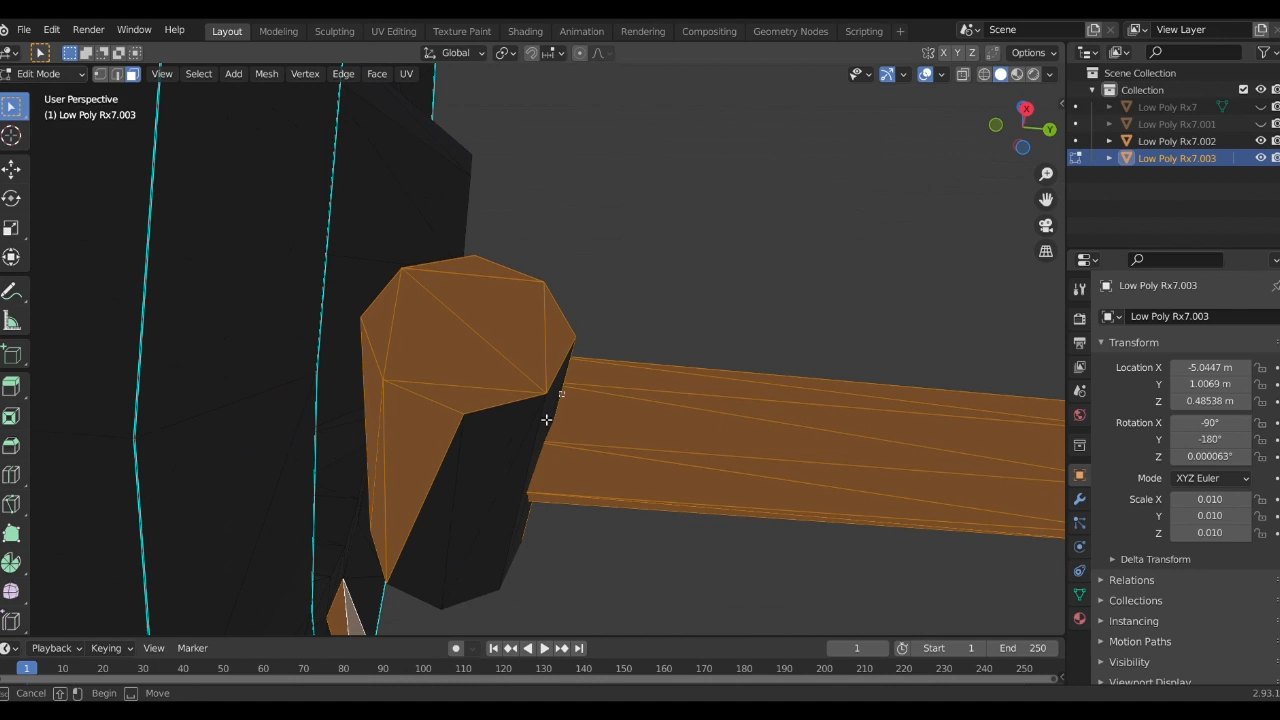 File Edit Render Window Help Layout Modeling Sculpting UV Editing Texture Paint Shading Animation Rendering Compositing Geometry Nodes Scripting + Scene View Layer
Global X Y Z Options
Edit Mode View Select Add Mesh Vertex Edge Face UV
User Perspective
(1) Low Poly Rx7.003
X
Y
Scene Collection
Collection
Low Poly Rx7
Low Poly Rx7.001
Low Poly Rx7.002
Low Poly Rx7.003
Low Poly Rx7.003
Low Poly Rx7.003
Transform
Location X -5.0447 m
Y 1.0069 m
Z 0.48538 m
Rotation X -90°
Y -180°
Z 0.000063°
Mode XYZ Euler
Scale X 0.010
Y 0.010
Z 0.010
Delta Transform
Relations
Collections
Instancing
Motion Paths
Visibility
Viewport Display
Playback Keying View Marker 1 Start 1 End 250
1 10 20 30 40 50 60 70 80 90 100 110 120 130 140 150 160 170 180 190 200 210 220 230 240 250
Cancel Begin Move 2.93.1